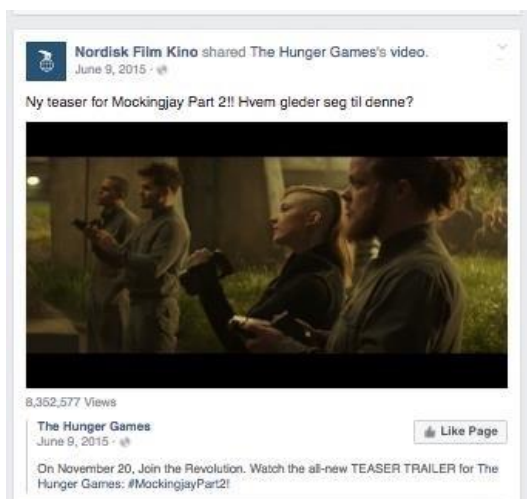 Nordisk Film Kino shared The Hunger Games's video.
June 9, 2015 ·
Ny teaser for Mockingjay Part 2!! Hvem gleder seg til denne?
8,352,577 Views
The Hunger Games
June 9, 2015 ·
Like Page
On November 20, Join the Revolution. Watch the all-new TEASER TRAILER for The
Hunger Games: #MockingjayPart2!